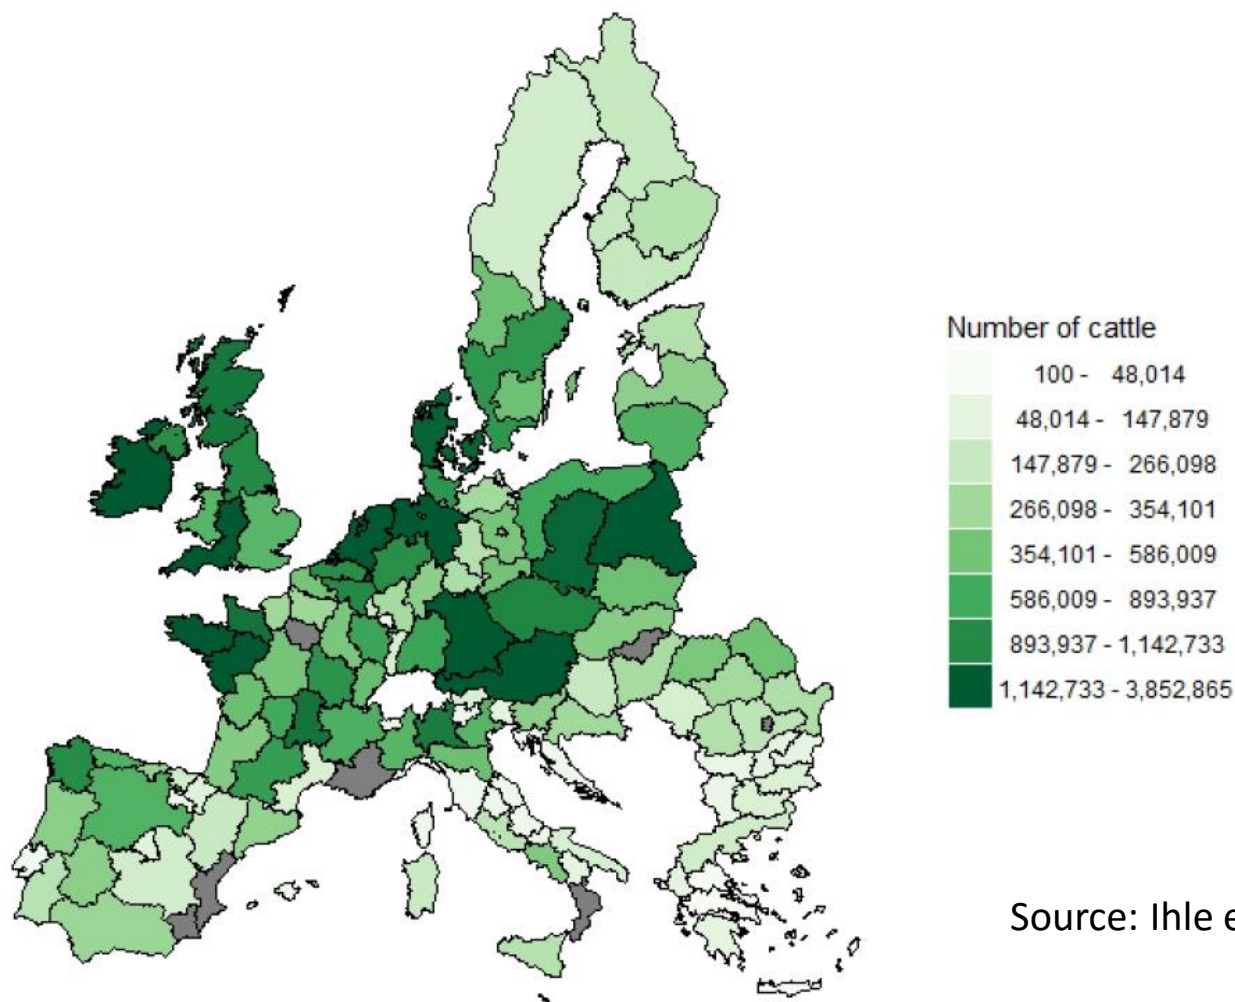 Number of cattle
100 - 48,014
48,014 - 147,879
147,879 - 266,098
266,098 - 354,101
354,101 - 586,009
586,009 - 893,937
893,937 - 1,142,733
1,142,733 - 3,852,865
Source: Ihle e